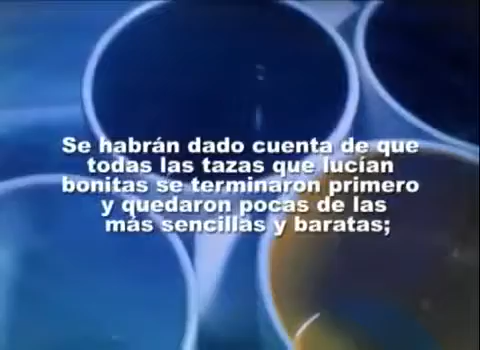 Se habrán dado cuenta de que
todas las tazas que lucían
bonitas se terminaron primero
y quedaron pocas de las
más sencillas y baratas;